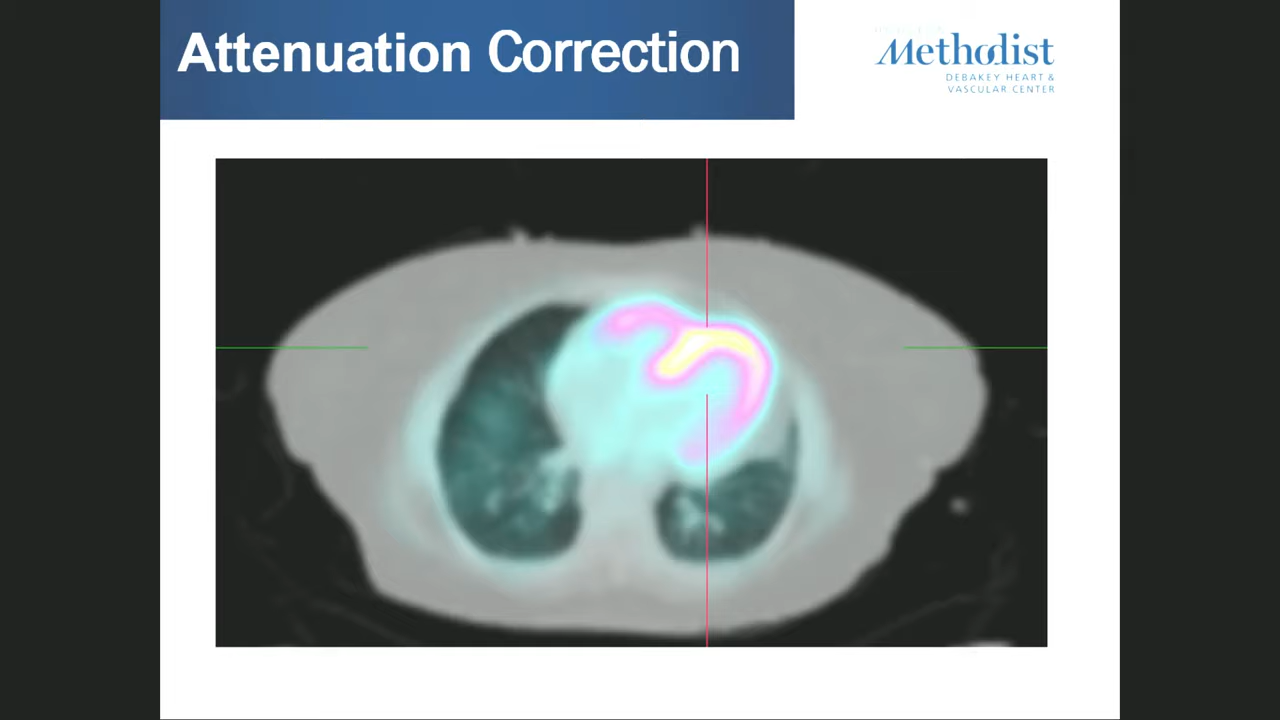 Attenuation Correction
Methodist
DEBAKEY HEART &
VASCULAR CENTER